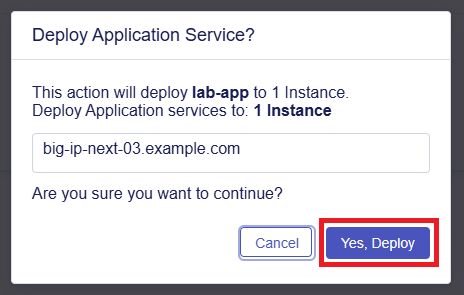 Deploy Application Service?
This action will deploy lab-app to 1 Instance.
Deploy Application services to: 1 Instance
big-ip-next-03.example.com
Are you sure you want to continue?
Cancel
Yes, Deploy